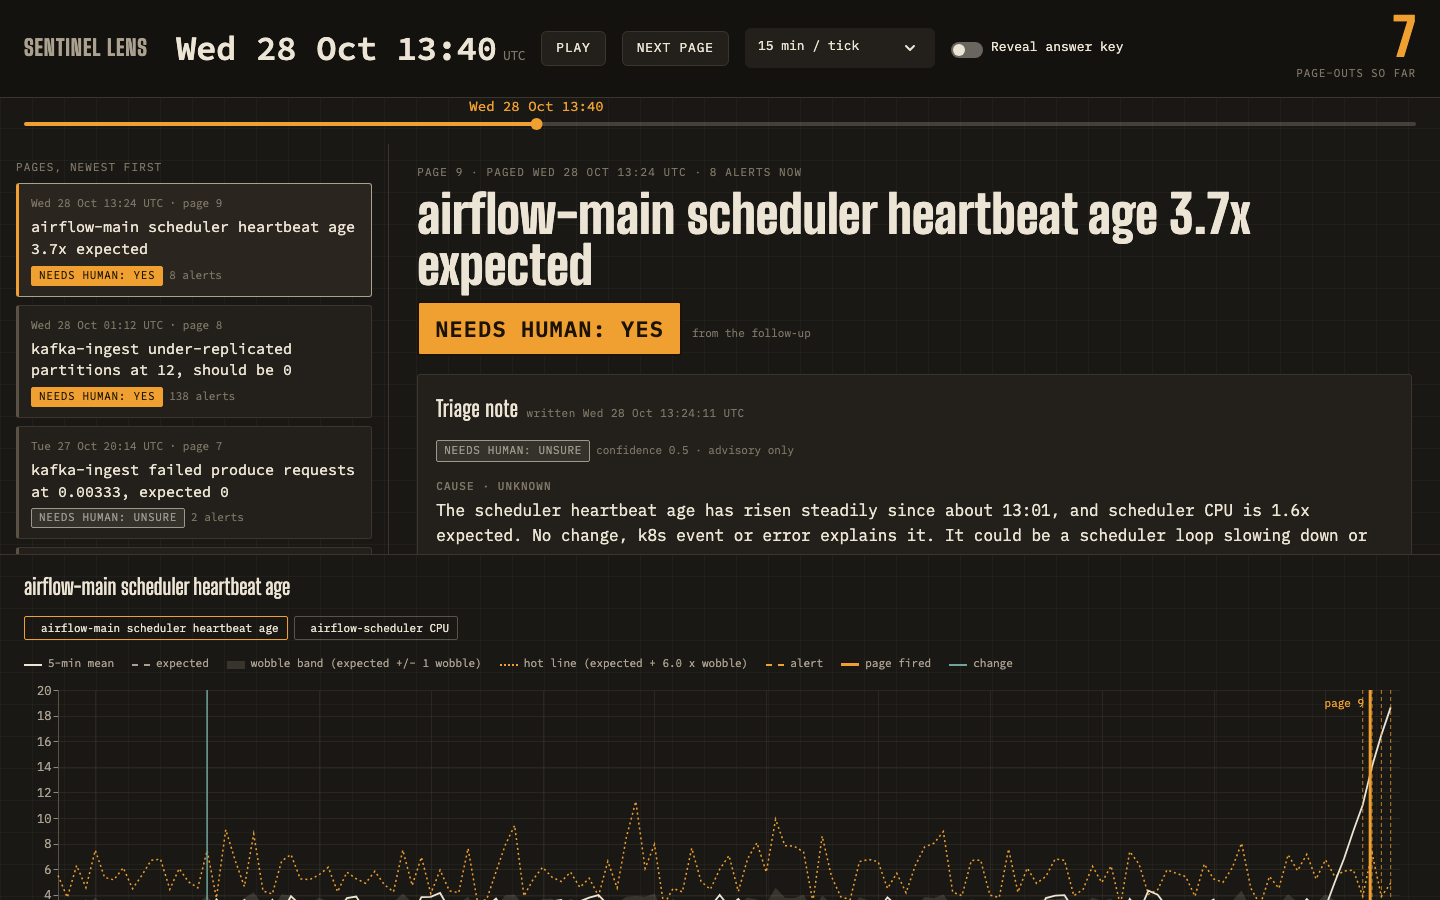 SENTINEL LENS
Wed 28 Oct 13:40 UTC
PLAY
NEXT PAGE
15 min / tick
Reveal answer key
7
PAGE-OUTS SO FAR
Wed 28 Oct 13:40
PAGES, NEWEST FIRST
Wed 28 Oct 13:24 UTC · page 9
airflow-main scheduler heartbeat age
3.7x expected
NEEDS HUMAN: YES 8 alerts
Wed 28 Oct 01:12 UTC · page 8
kafka-ingest under-replicated
partitions at 12, should be 0
NEEDS HUMAN: YES 138 alerts
Tue 27 Oct 20:14 UTC · page 7
kafka-ingest failed produce requests
at 0.00333, expected 0
NEEDS HUMAN: UNSURE 2 alerts
PAGE 9 · PAGED WED 28 OCT 13:24 UTC · 8 ALERTS NOW
airflow-main scheduler heartbeat age 3.7x
expected
NEEDS HUMAN: YES from the follow-up
Triage note written Wed 28 Oct 13:24:11 UTC
NEEDS HUMAN: UNSURE confidence 0.5 · advisory only
CAUSE · UNKNOWN
The scheduler heartbeat age has risen steadily since about 13:01, and scheduler CPU is 1.6x
expected. No change, k8s event or error explains it. It could be a scheduler loop slowing down or
airflow-main scheduler heartbeat age
airflow-main scheduler heartbeat age
airflow-scheduler CPU
5-min mean
expected
wobble band (expected +/- 1 wobble)
hot line (expected + 6.0 x wobble)
alert
page fired
change
page 9
20
18
16
14
12
10
8
6
4